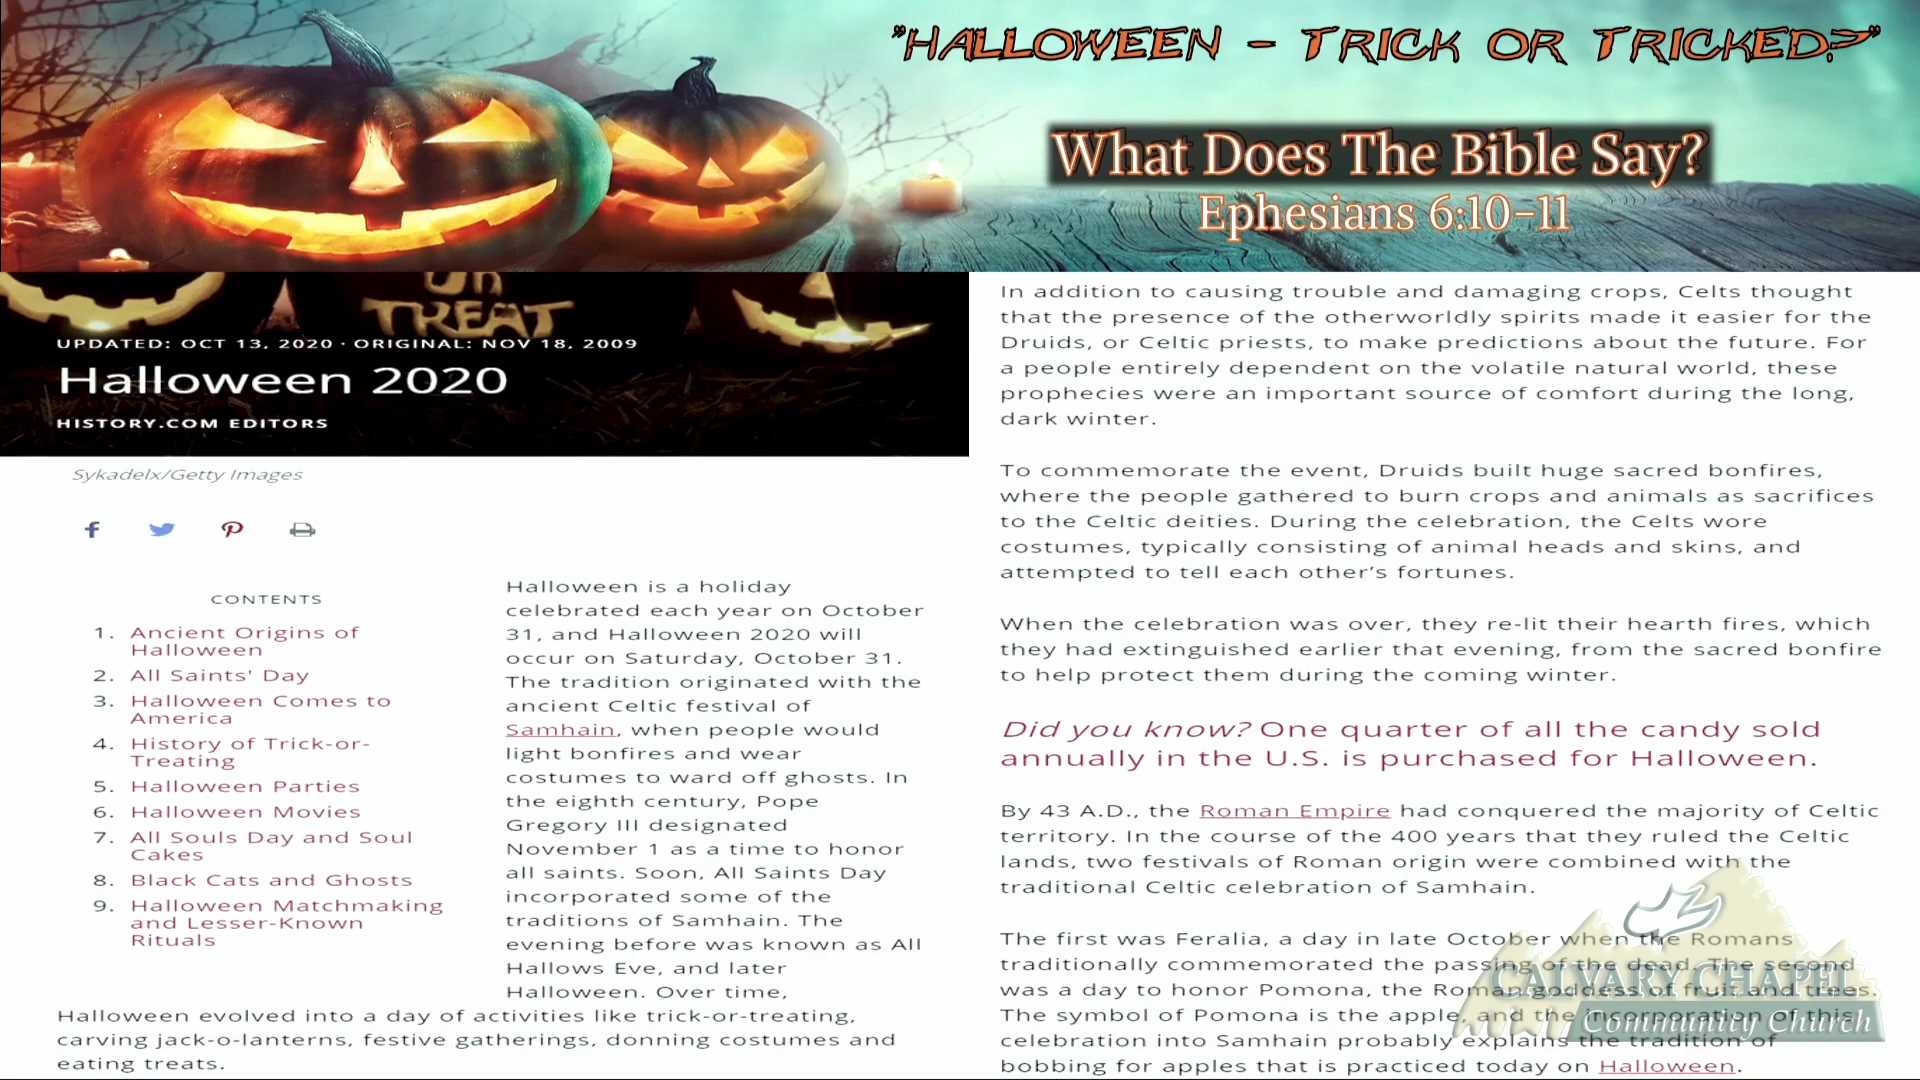 "HALLOWEEN - TRICK OR TRICKED?"
What Does The Bible Say?
Ephesians 6:10-11
OR
TREAT
UPDATED: OCT 13, 2020 · ORIGINAL: NOV 18, 2009
Halloween 2020
HISTORY.COM EDITORS
Sykadelx/Getty Images
CONTENTS
1. Ancient Origins of
Halloween
2. All Saints' Day
3. Halloween Comes to
America
4. History of Trick-or-
Treating
5. Halloween Parties
6. Halloween Movies
7. All Souls Day and Soul
Cakes
8. Black Cats and Ghosts
9. Halloween Matchmaking
and Lesser-Known
Rituals
Halloween is a holiday
celebrated each year on October
31, and Halloween 2020 will
occur on Saturday, October 31.
The tradition originated with the
ancient Celtic festival of
Samhain, when people would
light bonfires and wear
costumes to ward off ghosts. In
the eighth century, Pope
Gregory III designated
November 1 as a time to honor
all saints. Soon, All Saints Day
incorporated some of the
traditions of Samhain. The
evening before was known as All
Hallows Eve, and later
Halloween. Over time,
Halloween evolved into a day of activities like trick-or-treating,
carving jack-o-lanterns, festive gatherings, donning costumes and
eating treats.
In addition to causing trouble and damaging crops, Celts thought
that the presence of the otherworldly spirits made it easier for the
Druids, or Celtic priests, to make predictions about the future. For
a people entirely dependent on the volatile natural world, these
prophecies were an important source of comfort during the long,
dark winter.
To commemorate the event, Druids built huge sacred bonfires,
where the people gathered to burn crops and animals as sacrifices
to the Celtic deities. During the celebration, the Celts wore
costumes, typically consisting of animal heads and skins, and
attempted to tell each other's fortunes.
When the celebration was over, they re-lit their hearth fires, which
they had extinguished earlier that evening, from the sacred bonfire
to help protect them during the coming winter.
Did you know? One quarter of all the candy sold
annually in the U.S. is purchased for Halloween.
By 43 A.D., the Roman Empire had conquered the majority of Celtic
territory. In the course of the 400 years that they ruled the Celtic
lands, two festivals of Roman origin were combined with the
traditional Celtic celebration of Samhain.
The first was Feralia, a day in late October when the Romans
traditionally commemorated the passing of the dead. The second
was a day to honor Pomona, the Roman goddess of fruit and trees.
The symbol of Pomona is the apple, and the incorporation of this
celebration into Samhain probably explains the tradition of
bobbing for apples that is practiced today on Halloween.
CALVARY CHAPEL
Community Church